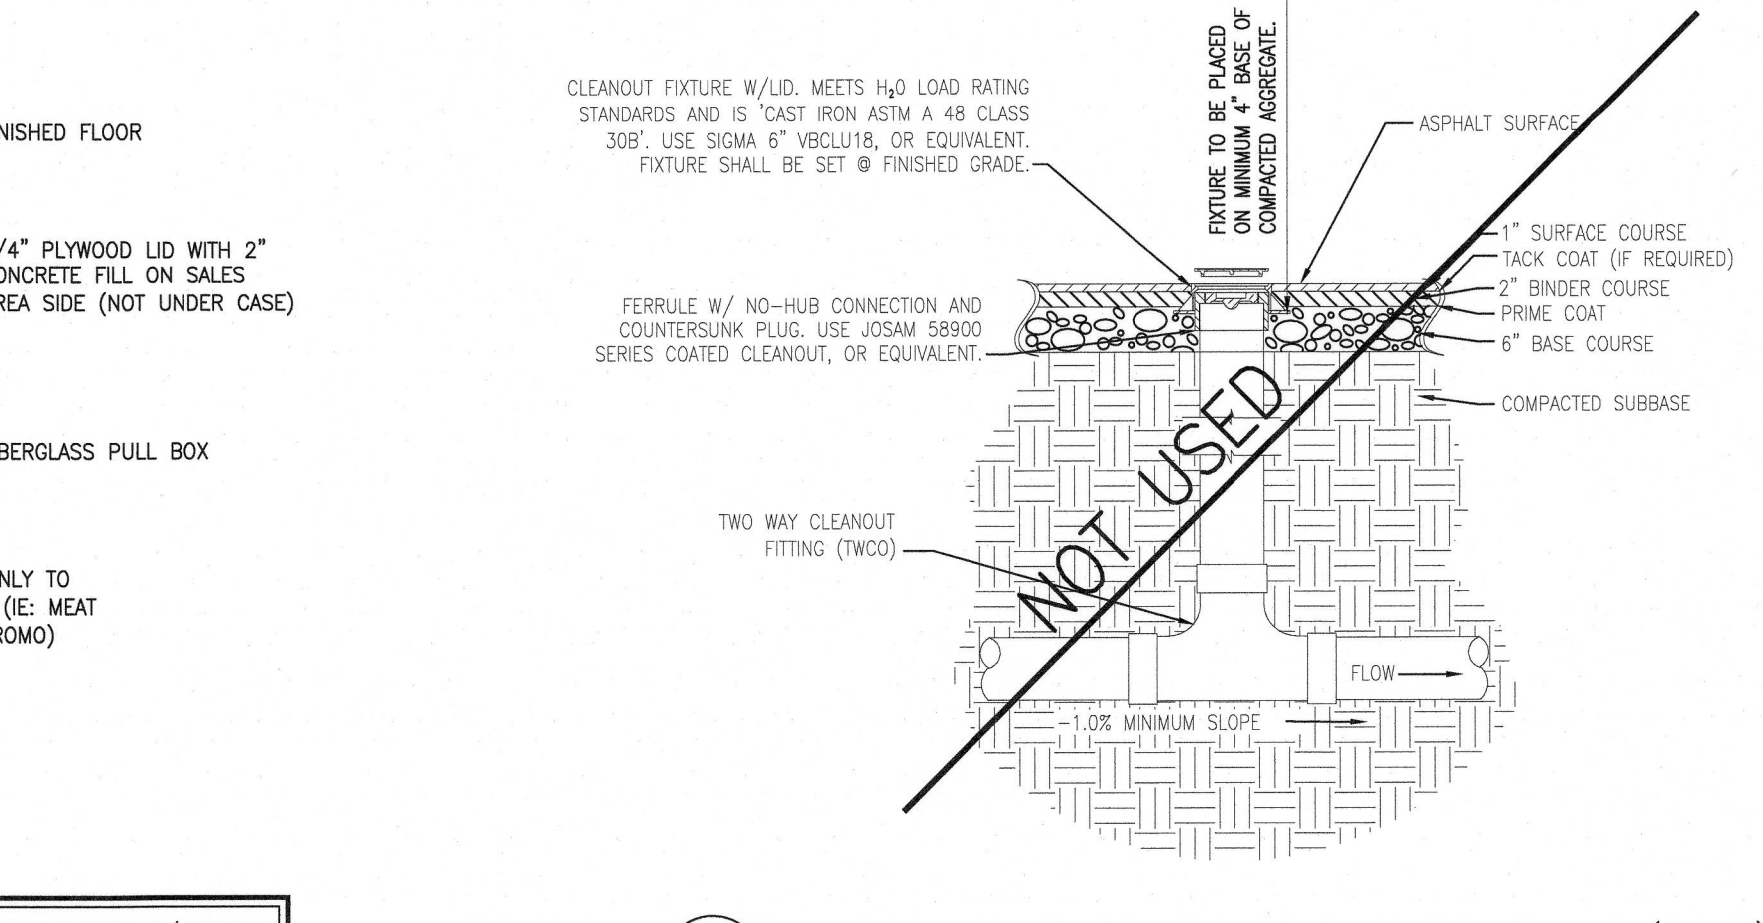 NISHED FLOOR
/4" PLYWOOD LID WITH 2"
ONCRETE FILL ON SALES
REA SIDE (NOT UNDER CASE)
BERGLASS PULL BOX
NLY TO
(IE: MEAT
ROMO)
CLEANOUT FIXTURE W/LID. MEETS H₂0 LOAD RATING
STANDARDS AND IS 'CAST IRON ASTM A 48 CLASS
30B'. USE SIGMA 6" VBCLU18, OR EQUIVALENT.
FIXTURE SHALL BE SET @ FINISHED GRADE.
FIXTURE TO BE PLACED
ON MINIMUM 4" BASE OF
COMPACTED AGGREGATE.
ASPHALT SURFACE
1" SURFACE COURSE
TACK COAT (IF REQUIRED)
2" BINDER COURSE
PRIME COAT
6" BASE COURSE
COMPACTED SUBBASE
FERRULE W/ NO-HUB CONNECTION AND
COUNTERSUNK PLUG. USE JOSAM 58900
SERIES COATED CLEANOUT, OR EQUIVALENT.
NOT USED
TWO WAY CLEANOUT
FITTING (TWCO)
FLOW
-1.0% MINIMUM SLOPE